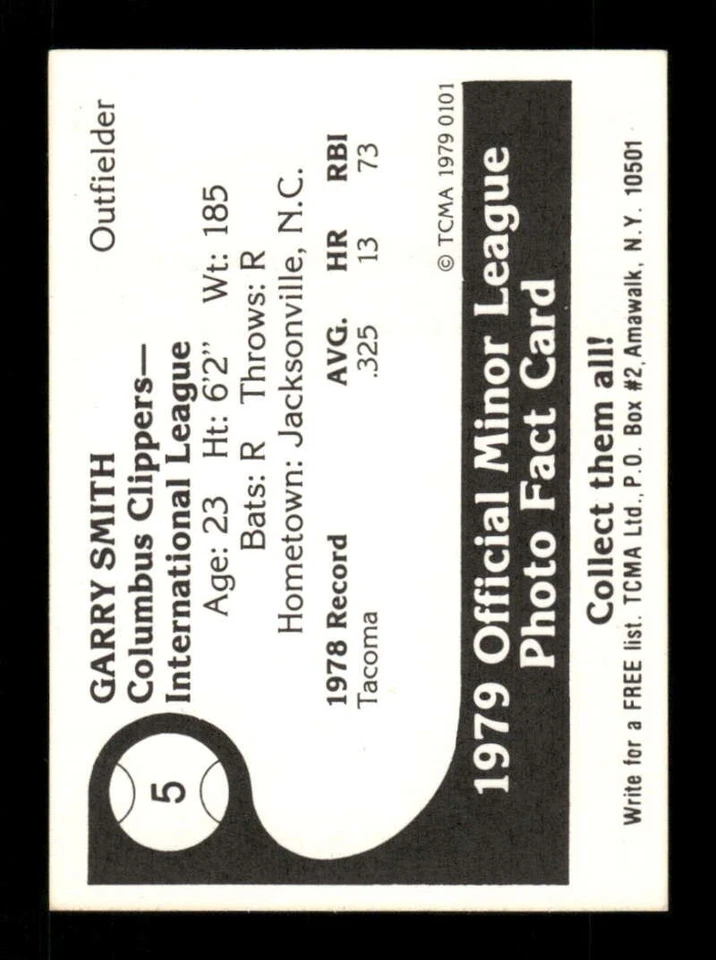 5
GARRY SMITH Outfielder
Columbus Clippers—
International League
Age: 23 Ht: 6'2" Wt: 185
Bats: R Throws: R
Hometown: Jacksonville, N.C.
1978 Record AVG. HR RBI
Tacoma .325 13 73
© TCMA 1979 0101
1979 Official Minor League
Photo Fact Card
Collect them all!
Write for a FREE list. TCMA Ltd., P.O. Box #2, Amawalk, N.Y. 10501